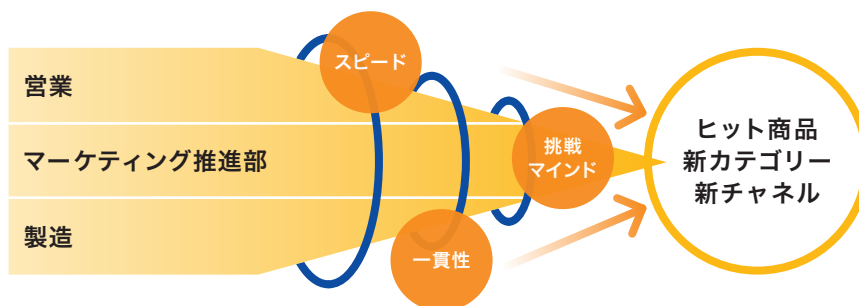 営業
マーケティング推進部
製造
スピード
一貫性
挑戦
マインド
ヒット商品
新カテゴリー
新チャネル